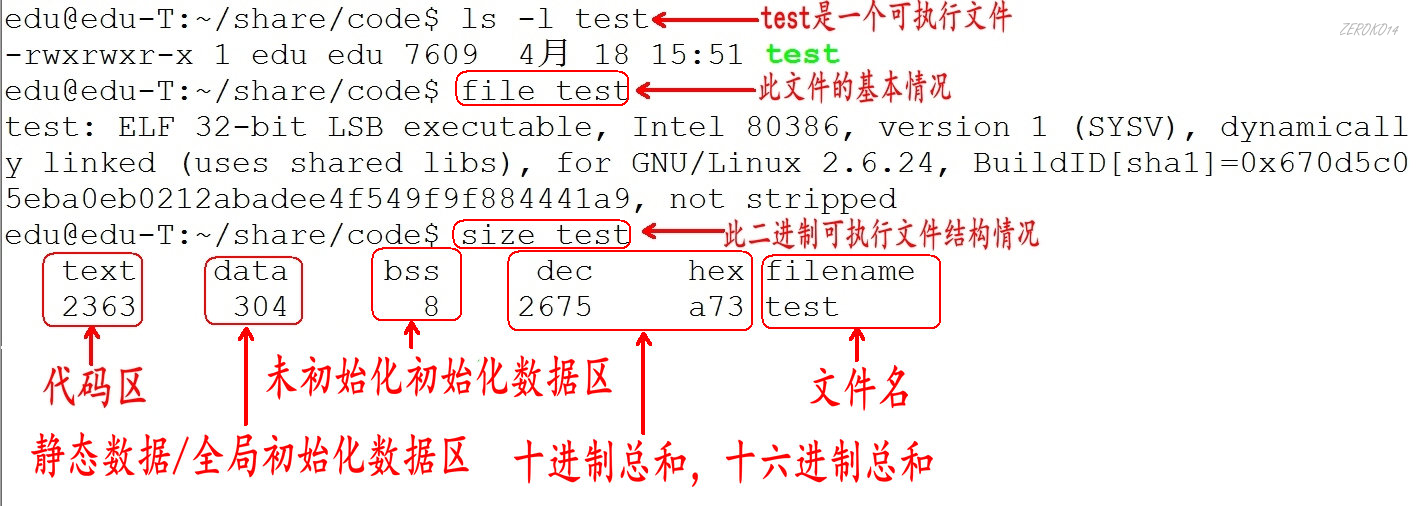 edu@edu-T:~/share/code$ ls -l test test是一个可执行文件
ZEROKO14
-rwxrwxr-x 1 edu edu 7609 4月 18 15:51 test
edu@edu-T:~/share/code$ file test 此文件的基本情况
test: ELF 32-bit LSB executable, Intel 80386, version 1 (SYSV), dynamicall
y linked (uses shared libs), for GNU/Linux 2.6.24, BuildID[sha1]=0x670d5c0
5eba0eb0212abadee4f549f9f884441a9, not stripped
edu@edu-T:~/share/code$ size test 此二进制可执行文件结构情况
text data bss dec hex filename
2363 304 8 2675 a73 test
代码区 未初始化初始化数据区 文件名
静态数据/全局初始化数据区 十进制总和，十六进制总和